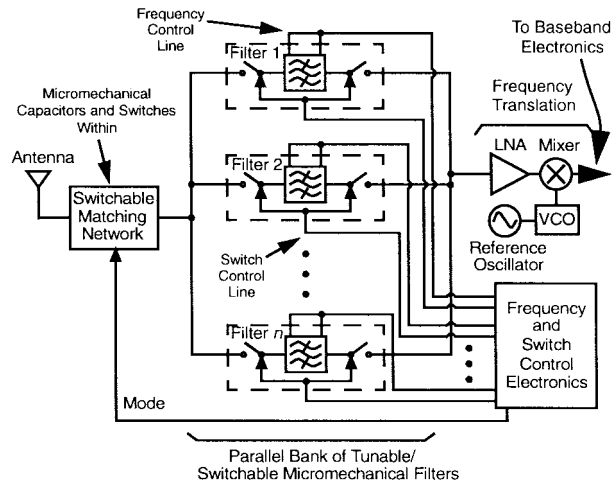 Frequency
Control
Line
To Baseband
Electronics
Filter 1
Micromechanical
Capacitors and Switches
Within
Frequency
Translation
Antenna
LNA
Mixer
Filter 2
Switchable
Matching
Network
VCO
Reference
Oscillator
Switch
Control
Line
Filter n
Frequency
and
Switch
Control
Electronics
Mode
Parallel Bank of Tunable/
Switchable Micromechanical Filters